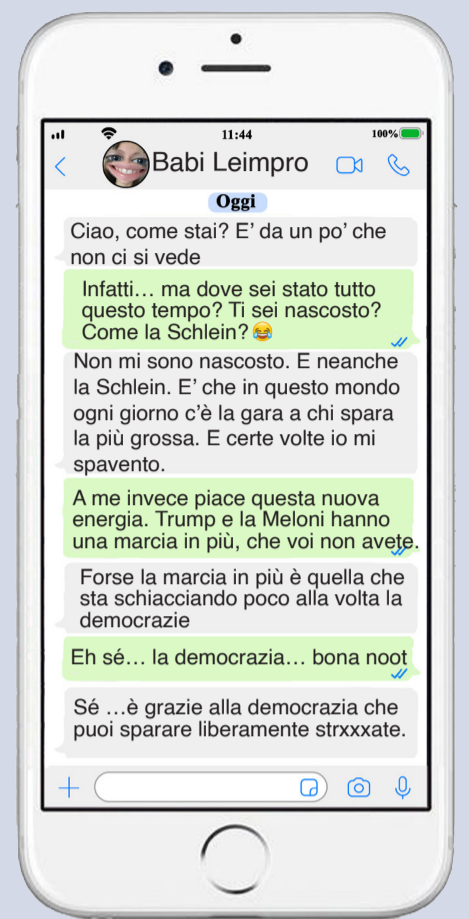 11:44
100%
Babi Leimpro
Oggi
Ciao, come stai? E’ da un po’ che
non ci si vede
Infatti… ma dove sei stato tutto
questo tempo? Ti sei nascosto?
Come la Schlein?😂
Non mi sono nascosto. E neanche
la Schlein. E’ che in questo mondo
ogni giorno c’è la gara a chi spara
la più grossa. E certe volte io mi
spavento.
A me invece piace questa nuova
energia. Trump e la Meloni hanno
una marcia in più, che voi non avete.
Forse la marcia in più è quella che
sta schiacciando poco alla volta la
democrazie
Eh sé… la democrazia… bona noot
Sé …è grazie alla democrazia che
puoi sparare liberamente strxxxate.